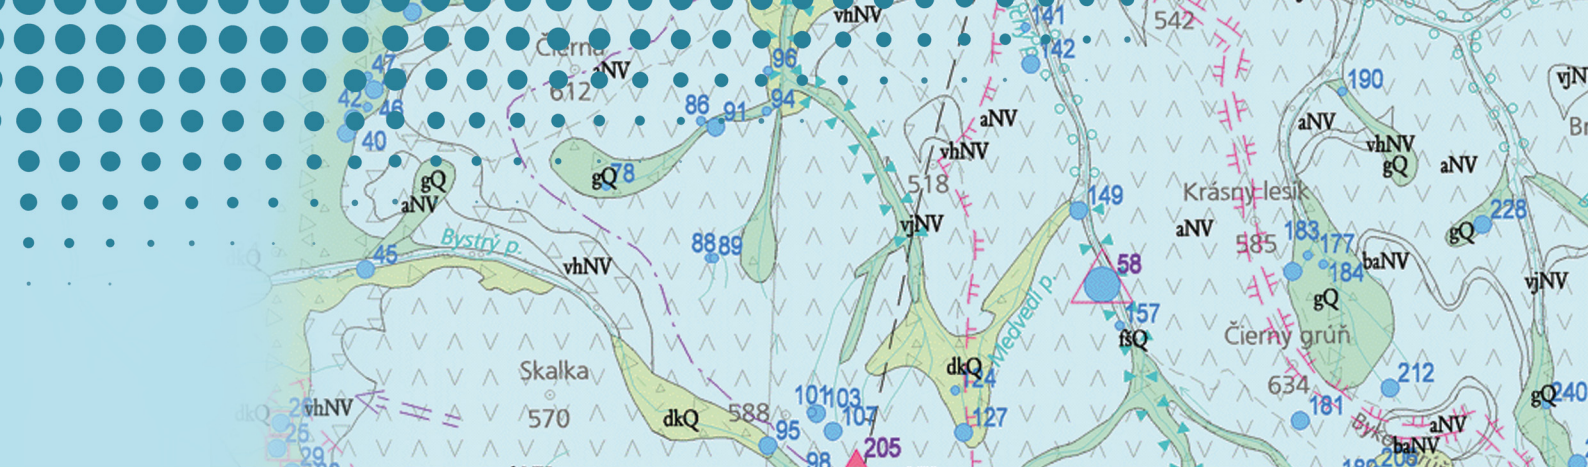 vhNV
141
542
142
Čierna
aNV
612
96
47
42
46
40
86
91
94
190
vjN
aNV
aNV
vhNV
vhNV
gQ
aNV
gQ
78
gQ
aNV
518
Krásny lesík
149
228
183
177
184
gQ
aNV
vjNV
585
baNV
Bystrý p.
88
89
45
vhNV
58
vjNV
gQ
157
Medvedí p.
fšQ
Čierny grúň
dkQ
124
634
212
Skalka
570
588
dkQ
101
103
107
127
181
gQ
240
vhNV
dkQ
25
29
95
98
205
aNV
baNV